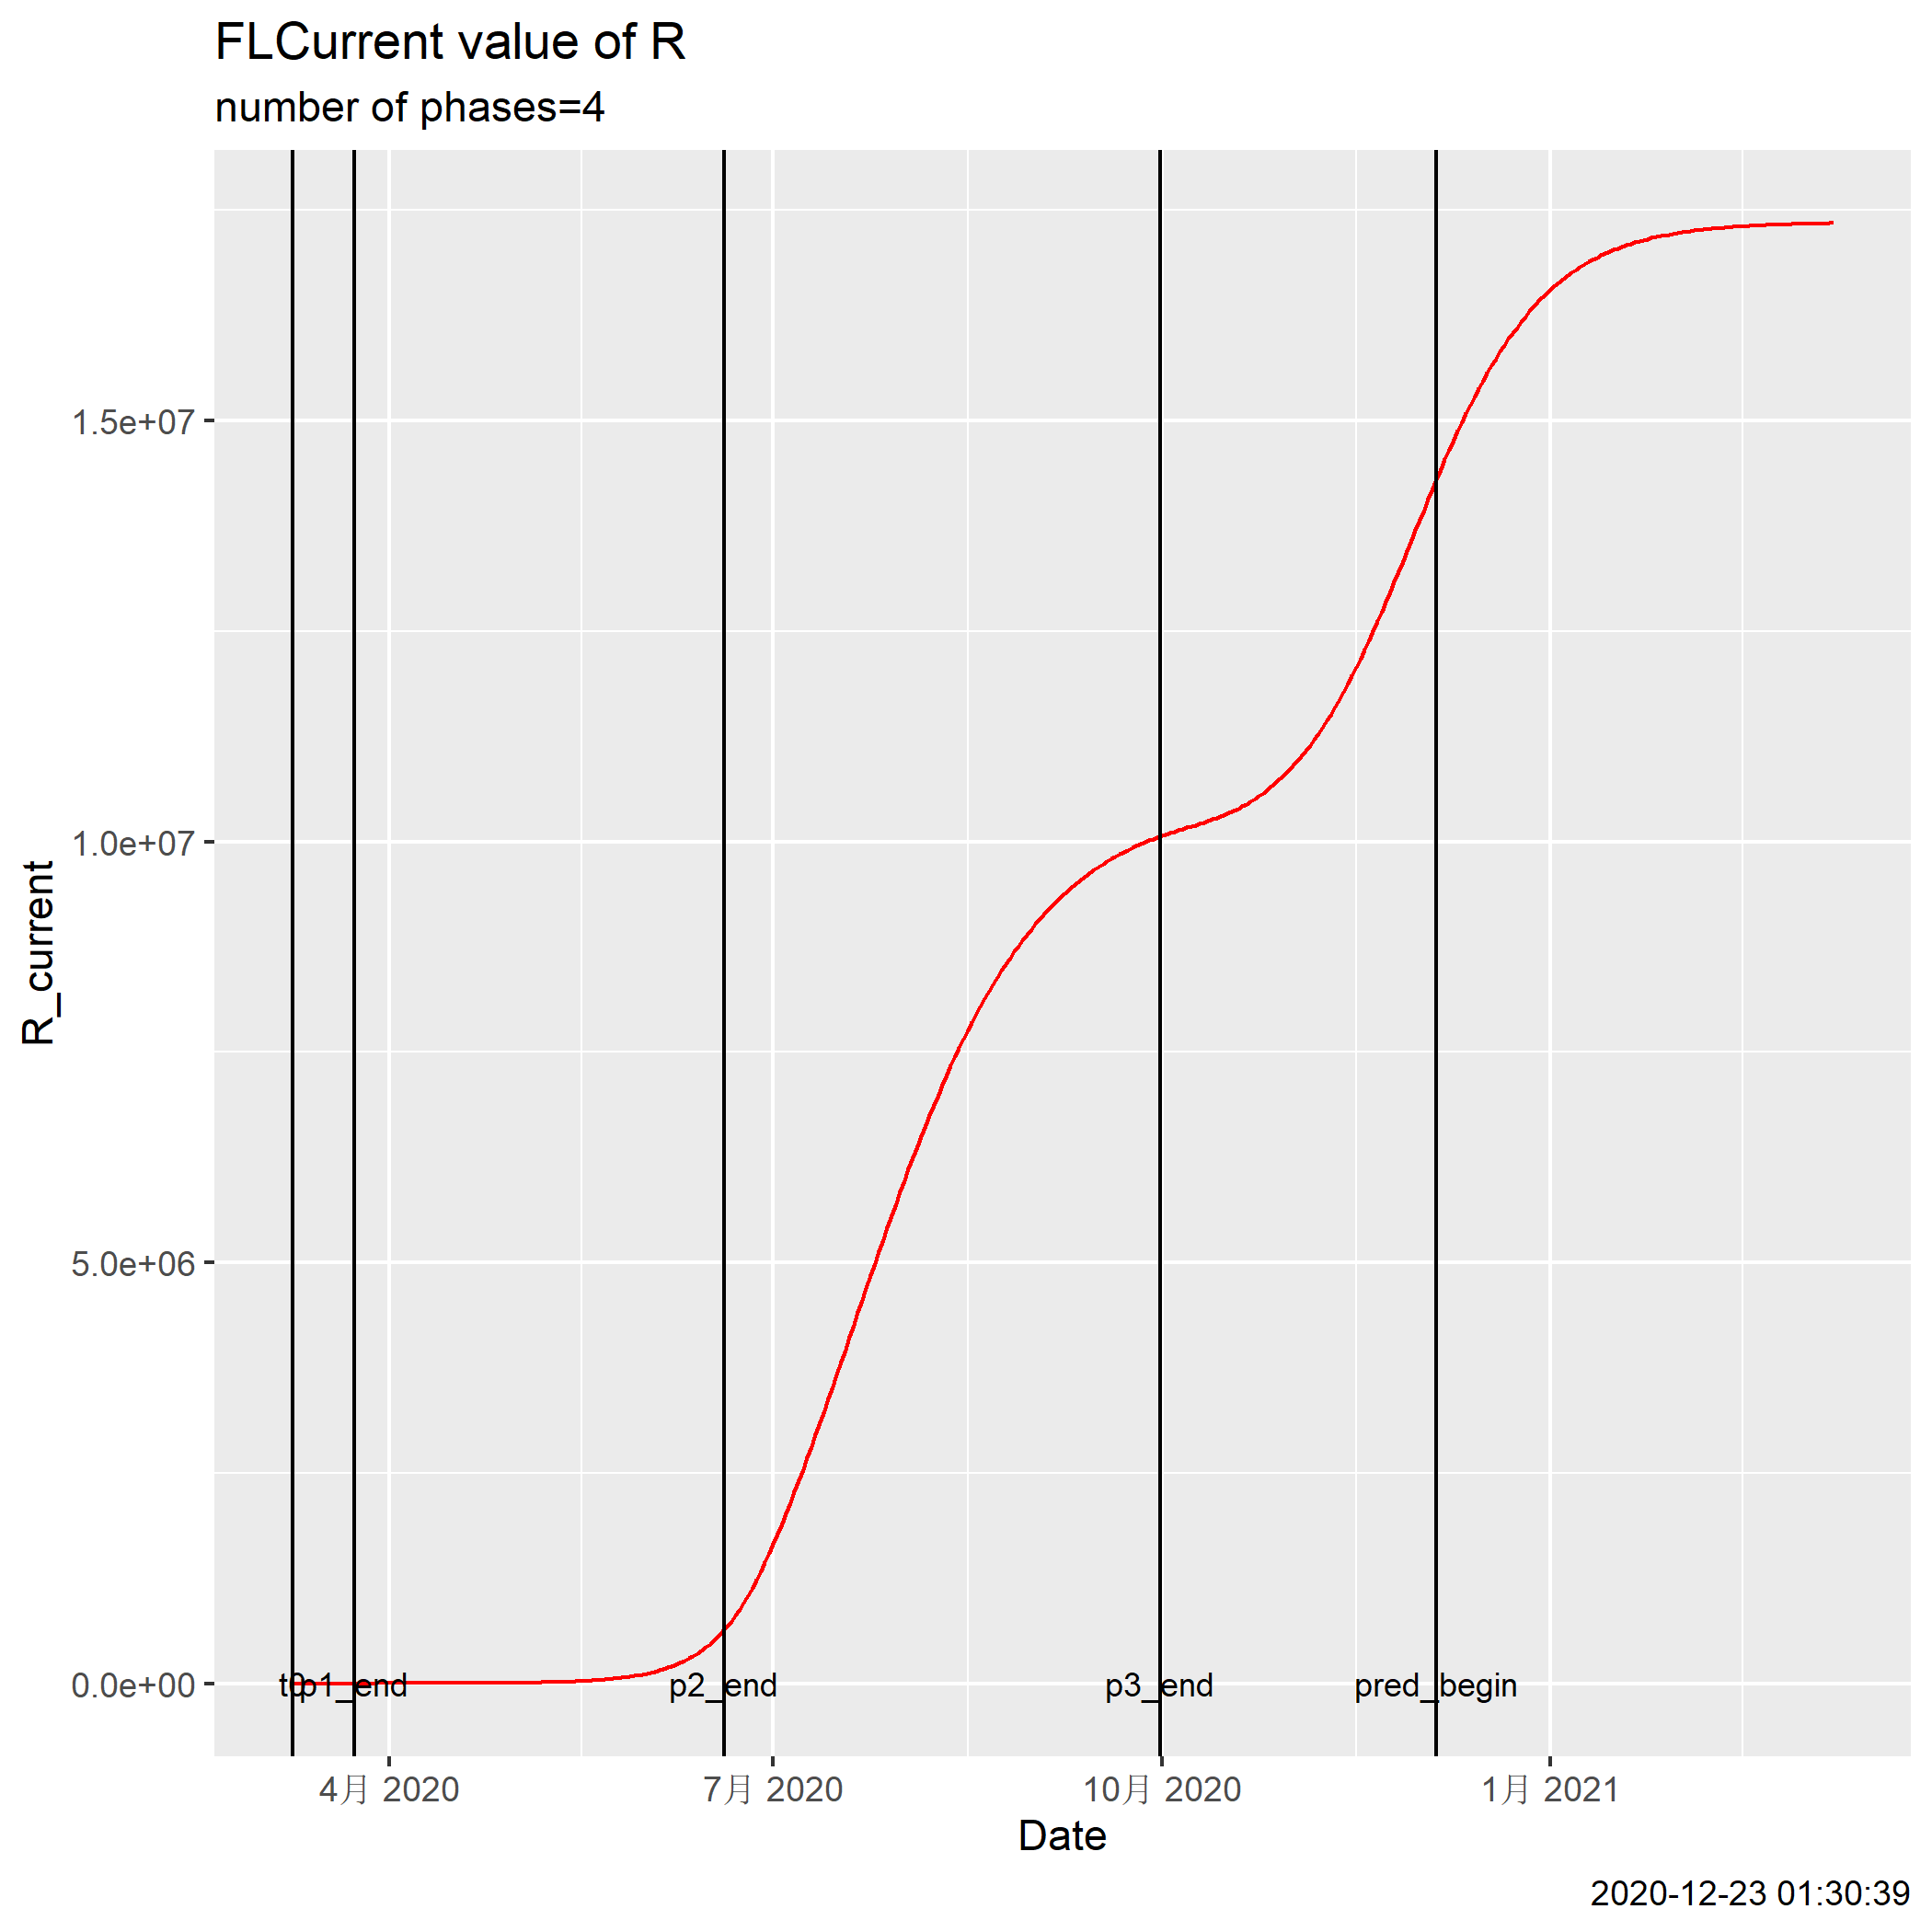 FLCurrent value of R
number of phases=4
R_current
1.5e+07
1.0e+07
5.0e+06
0.0e+00
t0 p1_end p2_end p3_end pred_begin
4月 2020 7月 2020 10月 2020 1月 2021
Date
2020-12-23 01:30:39